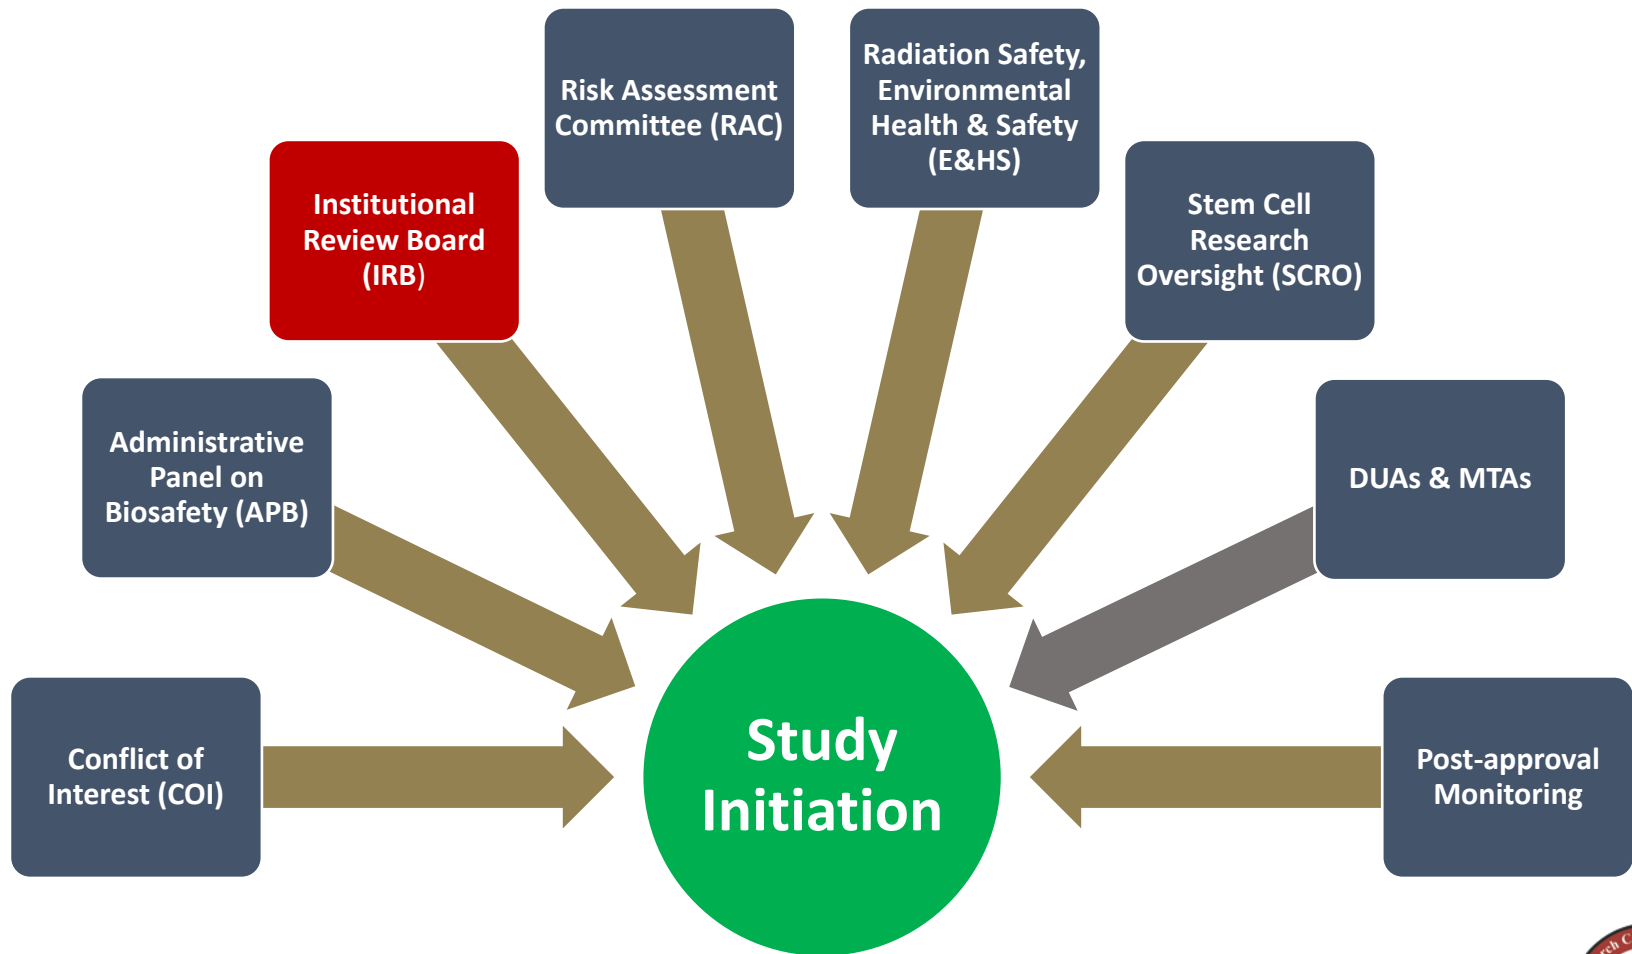 Risk Assessment
Committee (RAC)
Radiation Safety,
Environmental
Health & Safety
(E&HS)
Institutional
Review Board
(IRB)
Stem Cell
Research
Oversight (SCRO)
Administrative
Panel on
Biosafety (APB)
DUAs & MTAs
Conflict of
Interest (COI)
Study
Initiation
Post-approval
Monitoring